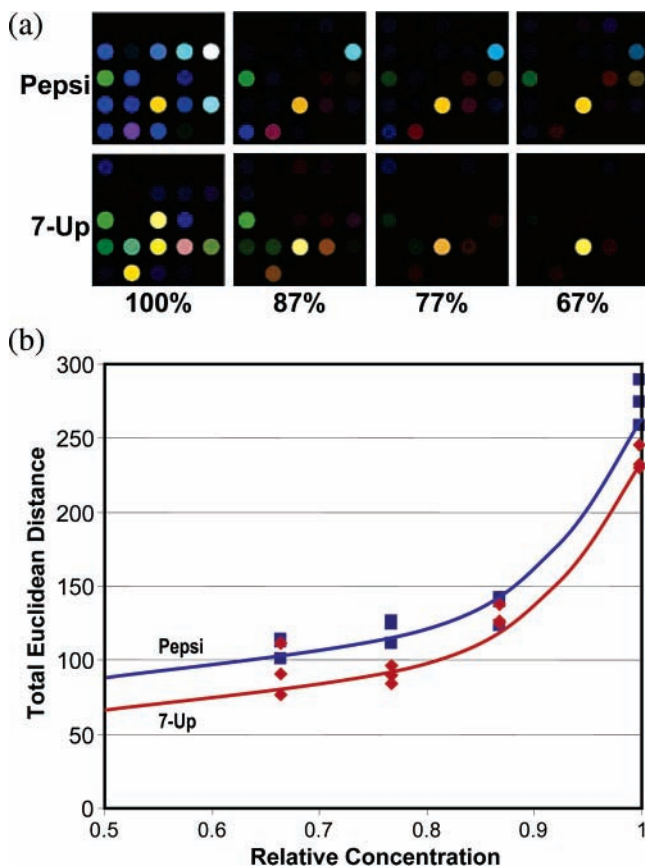 (a)
Pepsi
7-Up
100% 87% 77% 67%
(b)
300
250
200
150
100
50
0
Total Euclidean Distance
Pepsi
7-Up
0.5 0.6 0.7 0.8 0.9 1
Relative Concentration